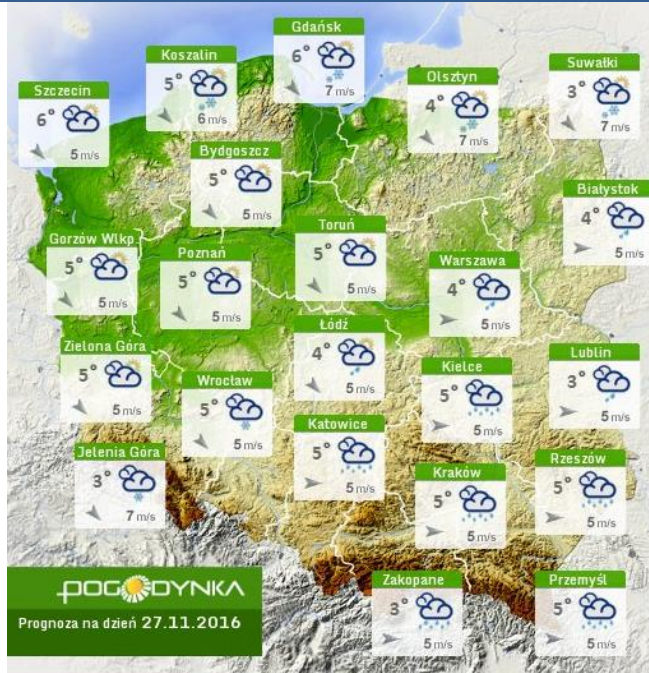 Gdańsk
6°
7 m/s
Koszalin
5°
6 m/s
Szczecin
6°
5 m/s
Olsztyn
4°
7 m/s
Suwałki
3°
7 m/s
Bydgoszcz
5°
5 m/s
Białystok
4°
5 m/s
Gorzów Wlkp.
5°
5 m/s
Poznań
5°
5 m/s
Toruń
5°
5 m/s
Warszawa
4°
5 m/s
Zielona Góra
5°
5 m/s
Wrocław
5°
5 m/s
Łódź
4°
5 m/s
Kielce
5°
5 m/s
Lublin
3°
5 m/s
Jelenia Góra
3°
7 m/s
Katowice
5°
5 m/s
Kraków
5°
5 m/s
Rzeszów
5°
5 m/s
Zakopane
3°
5 m/s
Przemyśl
5°
5 m/s
POGODYNKA
Prognoza na dzień 27.11.2016